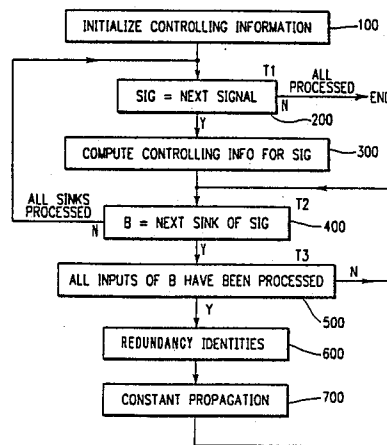 INITIALIZE CONTROLLING INFORMATION
100
T1
ALL
PROCESSED
SIG = NEXT SIGNAL
N
END
200
Y
300
COMPUTE CONTROLLING INFO FOR SIG
ALL SINKS
PROCESSED
T2
N
B = NEXT SINK OF SIG
400
Y
T3
ALL INPUTS OF B HAVE BEEN PROCESSED
N
500
Y
REDUNDANCY IDENTITIES
600
CONSTANT PROPAGATION
700